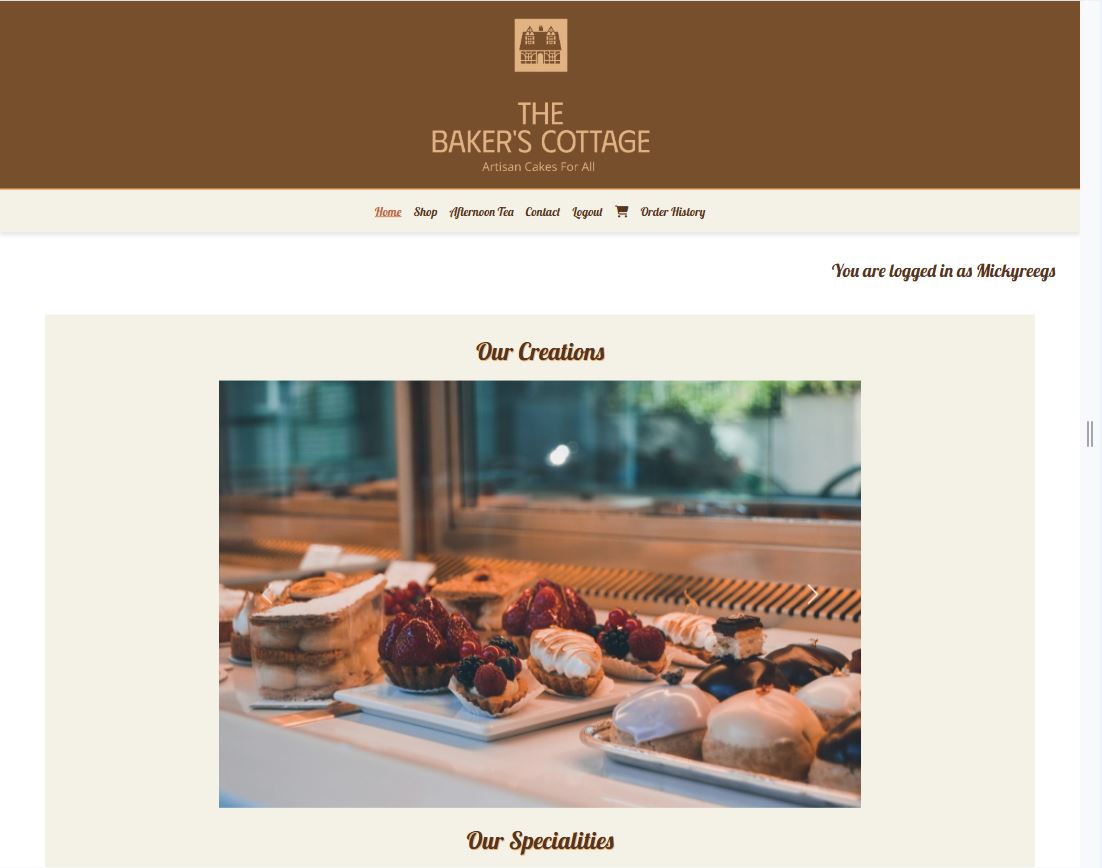 THE
BAKER'S COTTAGE
Artisan Cakes For All
Home Shop Afternoon Tea Contact Logout Order History
You are logged in as Mickyreegs
Our Creations
Our Specialities